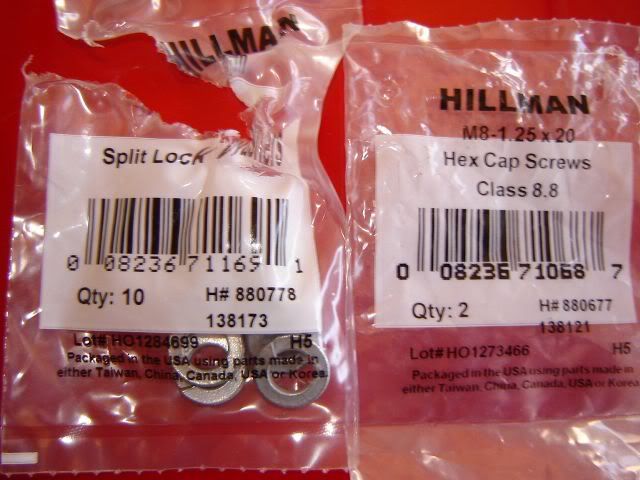 HILLMAN
Split Lock Washers
0 08236 71169 1
Qty: 10
H# 880778
138173
Lot# HO1284699 H5
Packaged in the USA using parts made in
either Taiwan, China, Canada, USA or Korea.
HILLMAN
M8-1.25 x 20
Hex Cap Screws
Class 8.8
0 08236 71068 7
Qty: 2
H# 880677
138121
Lot# HO1273466 H5
Packaged in the USA using parts made in
either Taiwan, China, Canada, USA or Korea